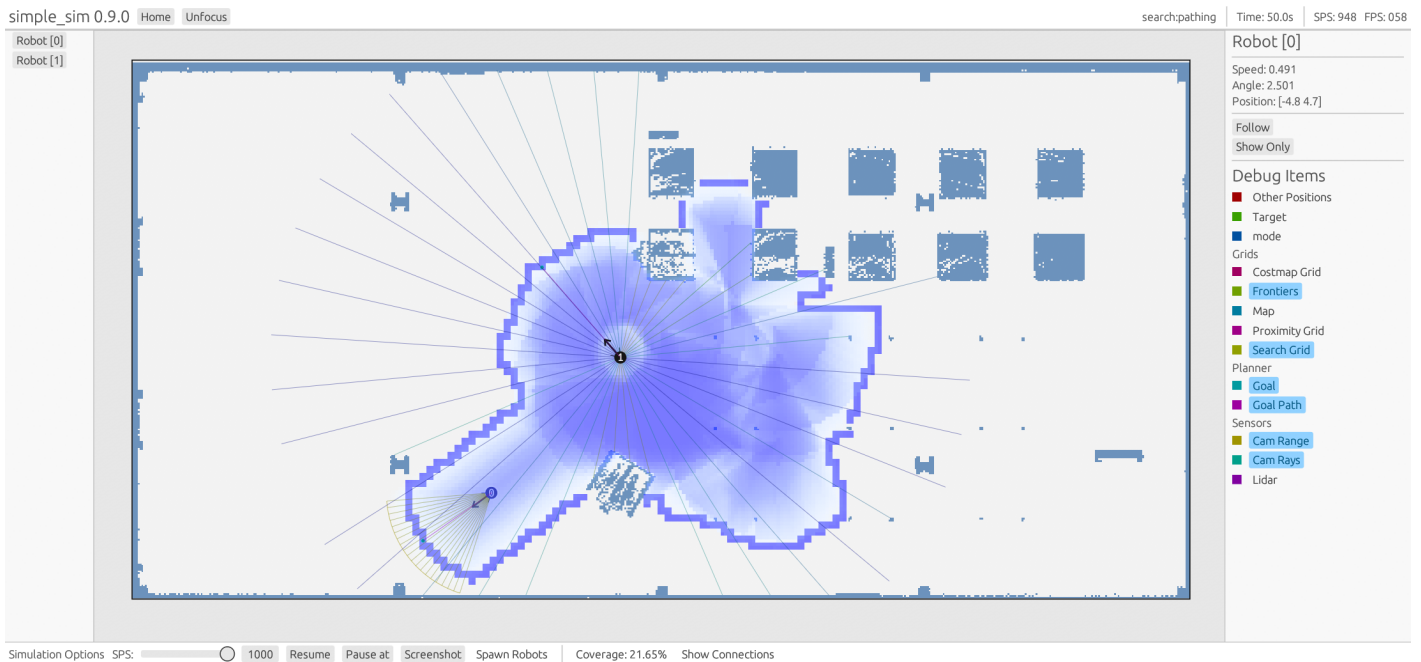 simple_sim 0.9.0 Home Unfocus search:pathing Time: 50.0s SPS: 948 FPS: 058
Robot [0]
Robot [1]
1
0
Robot [0]
Speed: 0.491
Angle: 2.501
Position: [-4.8 4.7]
Follow
Show Only
Debug Items
Other Positions
Target
mode
Grids
Costmap Grid
Frontiers
Map
Proximity Grid
Search Grid
Planner
Goal
Goal Path
Sensors
Cam Range
Cam Rays
Lidar
Simulation Options SPS: 1000 Resume Pause at Screenshot Spawn Robots Coverage: 21.65% Show Connections